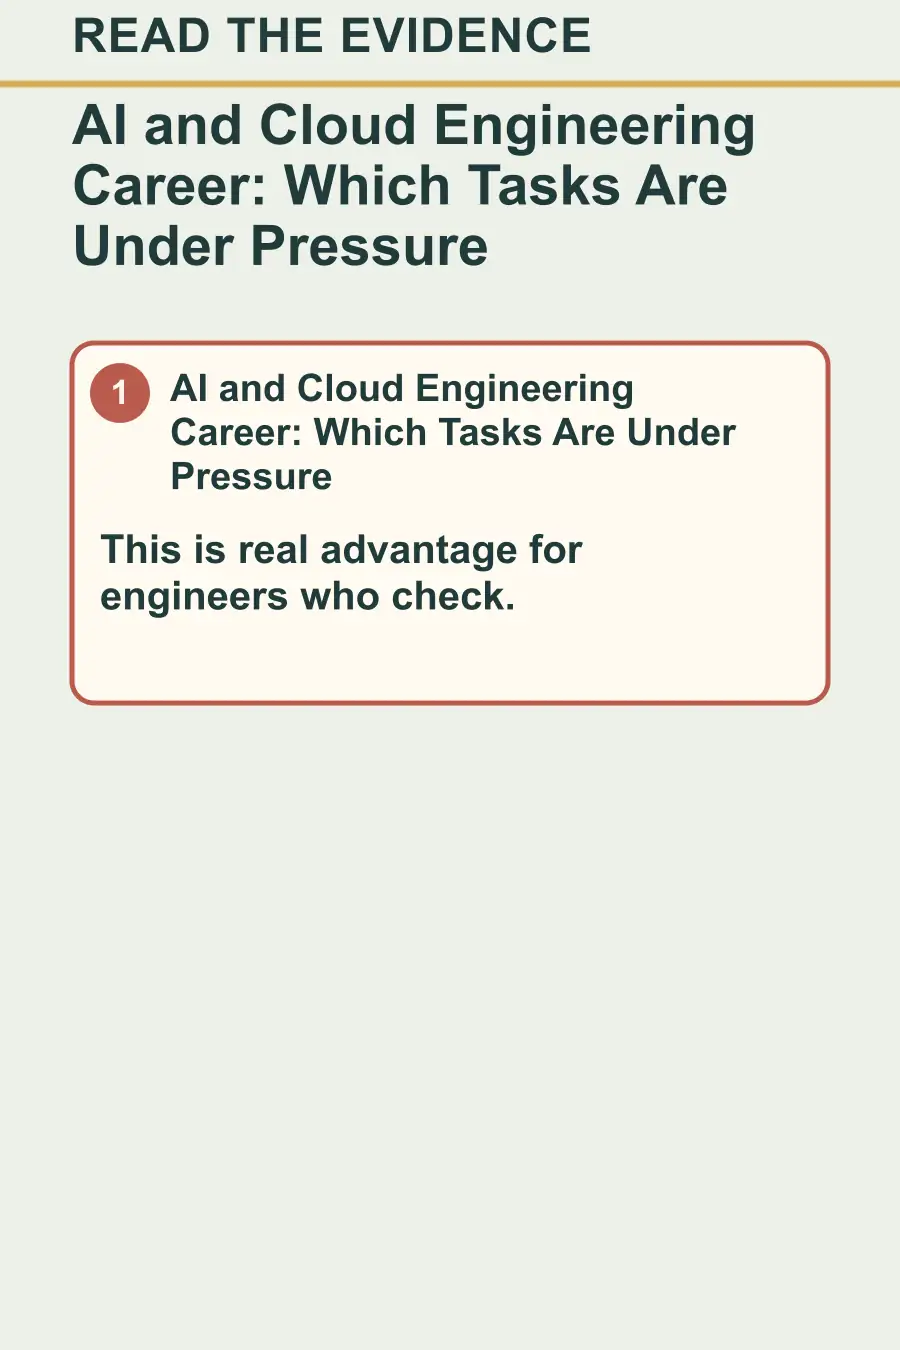 READ THE EVIDENCE
AI and Cloud Engineering
Career: Which Tasks Are
Under Pressure
1
AI and Cloud Engineering
Career: Which Tasks Are Under
Pressure
This is real advantage for
engineers who check.